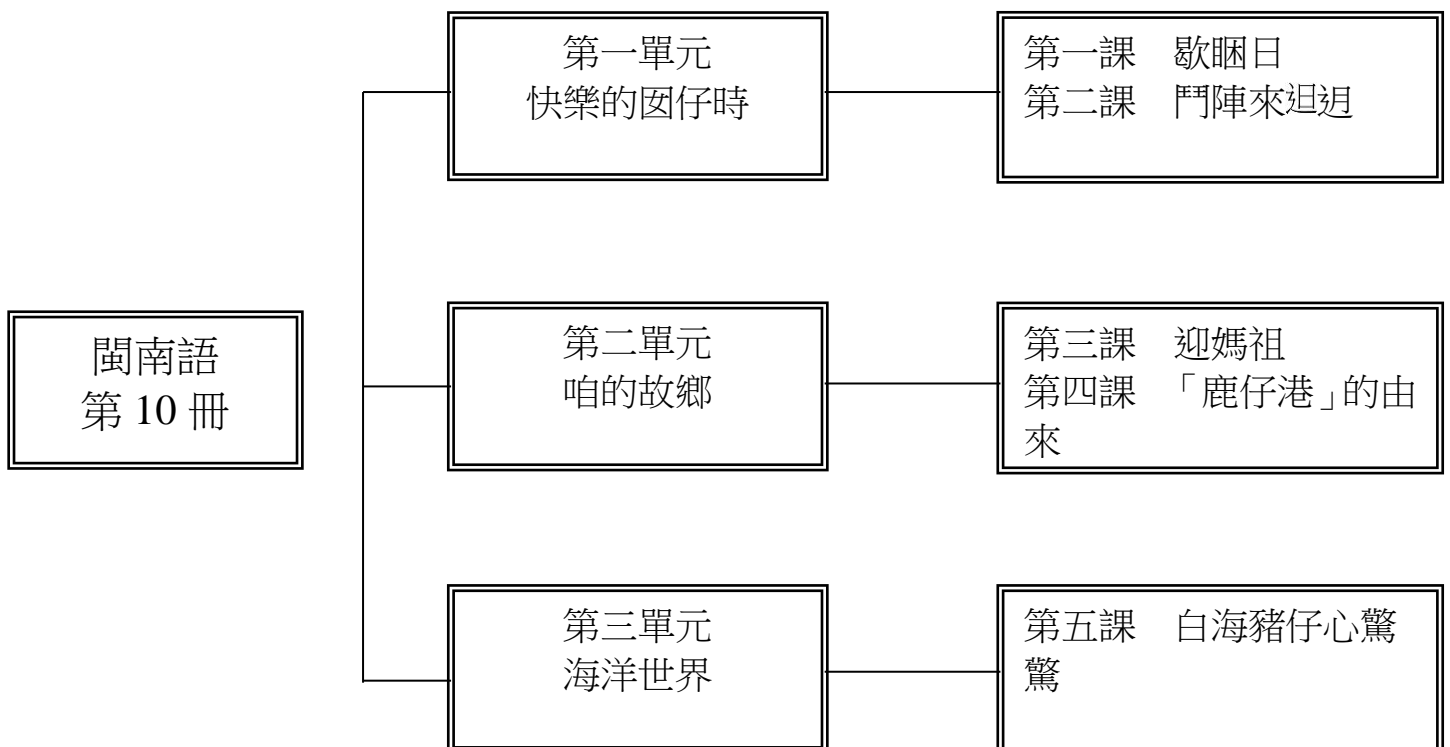 第一單元
快樂的囡仔時
第一課 歇睏日
第二課 鬥陣來𨑨迌
閩南語
第 10 冊
第二單元
咱的故鄉
第三課 迎媽祖
第四課 「鹿仔港」的由
來
第三單元
海洋世界
第五課 白海豬仔心驚
驚